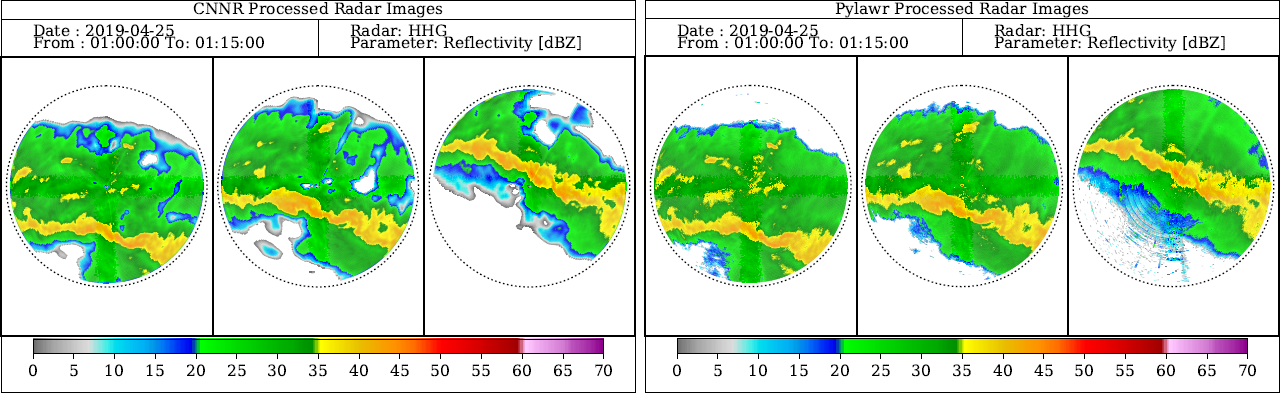 CNNR Processed Radar Images
Date : 2019-04-25
From : 01:00:00 To: 01:15:00
Radar: HHG
Parameter: Reflectivity [dBZ]
0 5 10 15 20 25 30 35 40 45 50 55 60 65 70
Pylawr Processed Radar Images
Date : 2019-04-25
From : 01:00:00 To: 01:15:00
Radar: HHG
Parameter: Reflectivity [dBZ]
0 5 10 15 20 25 30 35 40 45 50 55 60 65 70